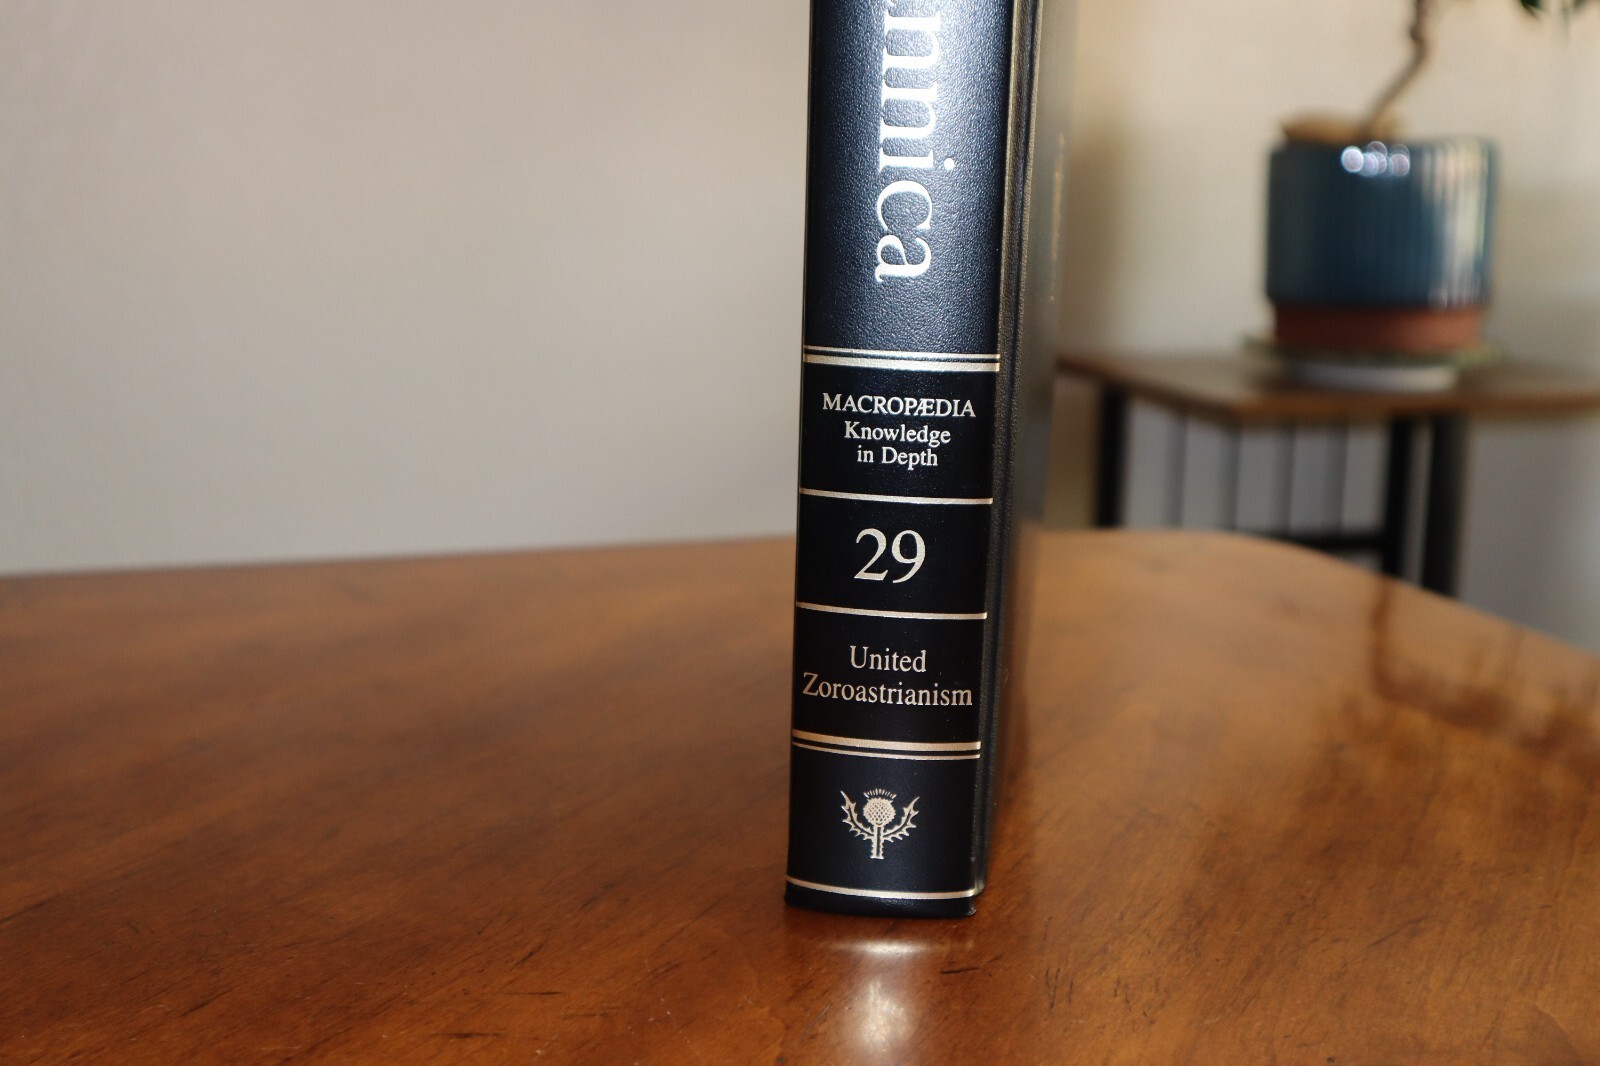 nnica
MACROPÆDIA
Knowledge
in Depth
29
United
Zoroastrianism